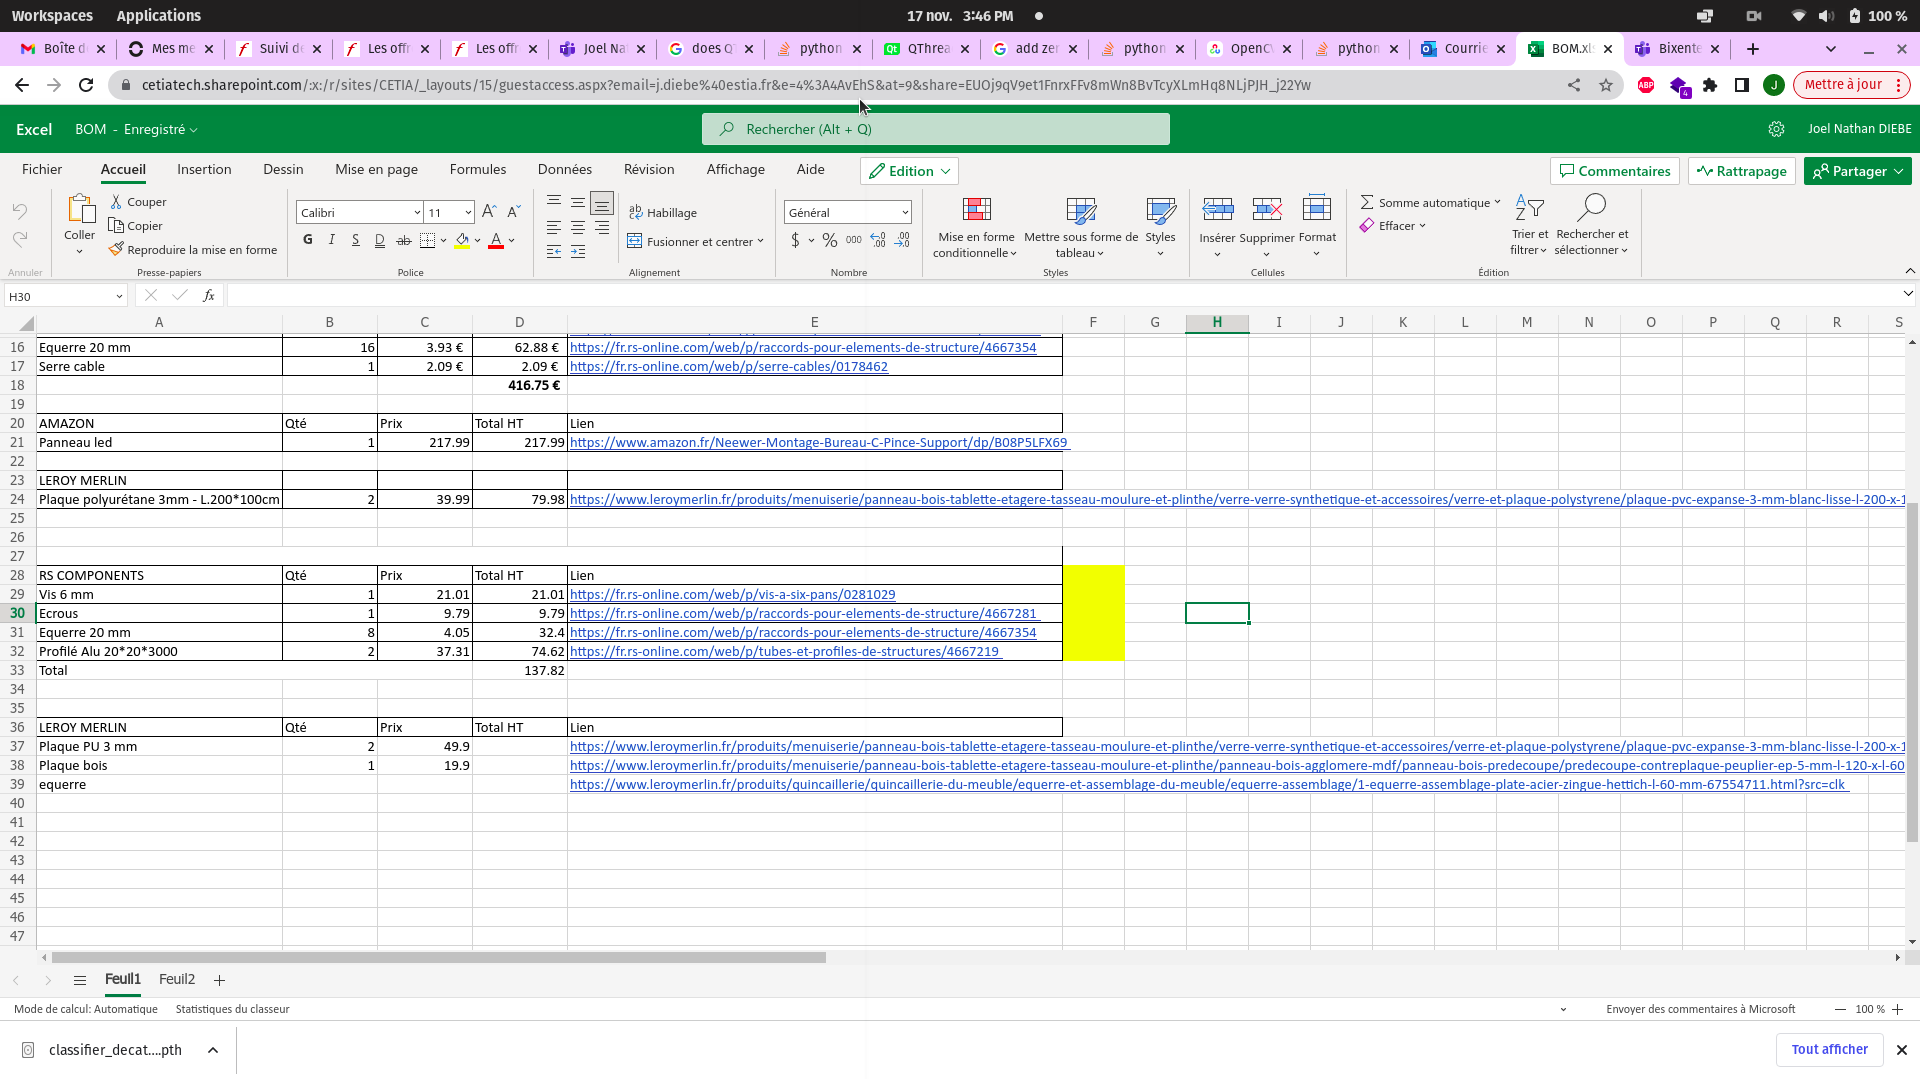 Workspaces Applications 17 nov. 3:46 PM 100 %
Boîte d Mes me Suivi de Les offr Les offr Joel Nat does Q python QThrea add zer python OpenC python Courrie BOM.xl Bixente
cetiatech.sharepoint.com/:x:/r/sites/CETIA/_layouts/15/guestaccess.aspx?email=j.diebe%40estia.fr&e=4%3A4AvEhS&at=9&share=EUOj9qV9et1FnrxFFv8mWn8BvTcyXLmHq8NLjPJH_j22Yw ABP 4 J Mettre à jour
Excel BOM - Enregistré Rechercher (Alt + Q) Joel Nathan DIEBE
Fichier Accueil Insertion Dessin Mise en page Formules Données Révision Affichage Aide Edition Commentaires Rattrapage Partager
Annuler
Coller Couper Copier Reproduire la mise en forme
Presse-papiers
Calibri 11
G I S D ab A
Police
Habillage
Fusionner et centrer
Alignement
Général
$ % 000
Nombre
Mise en forme conditionnelle Mettre sous forme de tableau Styles
Styles
Insérer Supprimer Format
Cellules
Somme automatique Effacer Trier et filtrer Rechercher et sélectionner
Édition
H30 fx
A B C D E F G H I J K L M N O P Q R S
16 Equerre 20 mm 16 3.93 € 62.88 € https://fr.rs-online.com/web/p/raccords-pour-elements-de-structure/4667354
17 Serre cable 1 2.09 € 2.09 € https://fr.rs-online.com/web/p/serre-cables/0178462
18 416.75 €
19
20 AMAZON Qté Prix Total HT Lien
21 Panneau led 1 217.99 217.99 https://www.amazon.fr/Neewer-Montage-Bureau-C-Pince-Support/dp/B08P5LFX69
22
23 LEROY MERLIN
24 Plaque polyurétane 3mm - L.200*100cm 2 39.99 79.98 https://www.leroymerlin.fr/produits/menuiserie/panneau-bois-tablette-etagere-tasseau-moulure-et-plinthe/verre-verre-synthetique-et-accessoires/verre-et-plaque-polystyrene/plaque-pvc-expanse-3-mm-blanc-lisse-l-200-x-1
25
26
27
28 RS COMPONENTS Qté Prix Total HT Lien
29 Vis 6 mm 1 21.01 21.01 https://fr.rs-online.com/web/p/vis-a-six-pans/0281029
30 Ecrous 1 9.79 9.79 https://fr.rs-online.com/web/p/raccords-pour-elements-de-structure/4667281
31 Equerre 20 mm 8 4.05 32.4 https://fr.rs-online.com/web/p/raccords-pour-elements-de-structure/4667354
32 Profilé Alu 20*20*3000 2 37.31 74.62 https://fr.rs-online.com/web/p/tubes-et-profiles-de-structures/4667219
33 Total 137.82
34
35
36 LEROY MERLIN Qté Prix Total HT Lien
37 Plaque PU 3 mm 2 49.9 https://www.leroymerlin.fr/produits/menuiserie/panneau-bois-tablette-etagere-tasseau-moulure-et-plinthe/verre-verre-synthetique-et-accessoires/verre-et-plaque-polystyrene/plaque-pvc-expanse-3-mm-blanc-lisse-l-200-x-1
38 Plaque bois 1 19.9 https://www.leroymerlin.fr/produits/menuiserie/panneau-bois-tablette-etagere-tasseau-moulure-et-plinthe/panneau-bois-agglomere-mdf/panneau-bois-predecoupe/predecoupe-contreplaque-peuplier-ep-5-mm-l-120-x-l-60
39 equerre https://www.leroymerlin.fr/produits/quincaillerie/quincaillerie-du-meuble/equerre-et-assemblage-du-meuble/equerre-assemblage/1-equerre-assemblage-plate-acier-zingue-hettich-l-60-mm-67554711.html?src=clk
40
41
42
43
44
45
46
47
Feuil1 Feuil2
Mode de calcul: Automatique Statistiques du classeur Envoyer des commentaires à Microsoft 100 %
classifier_decat....pth Tout afficher